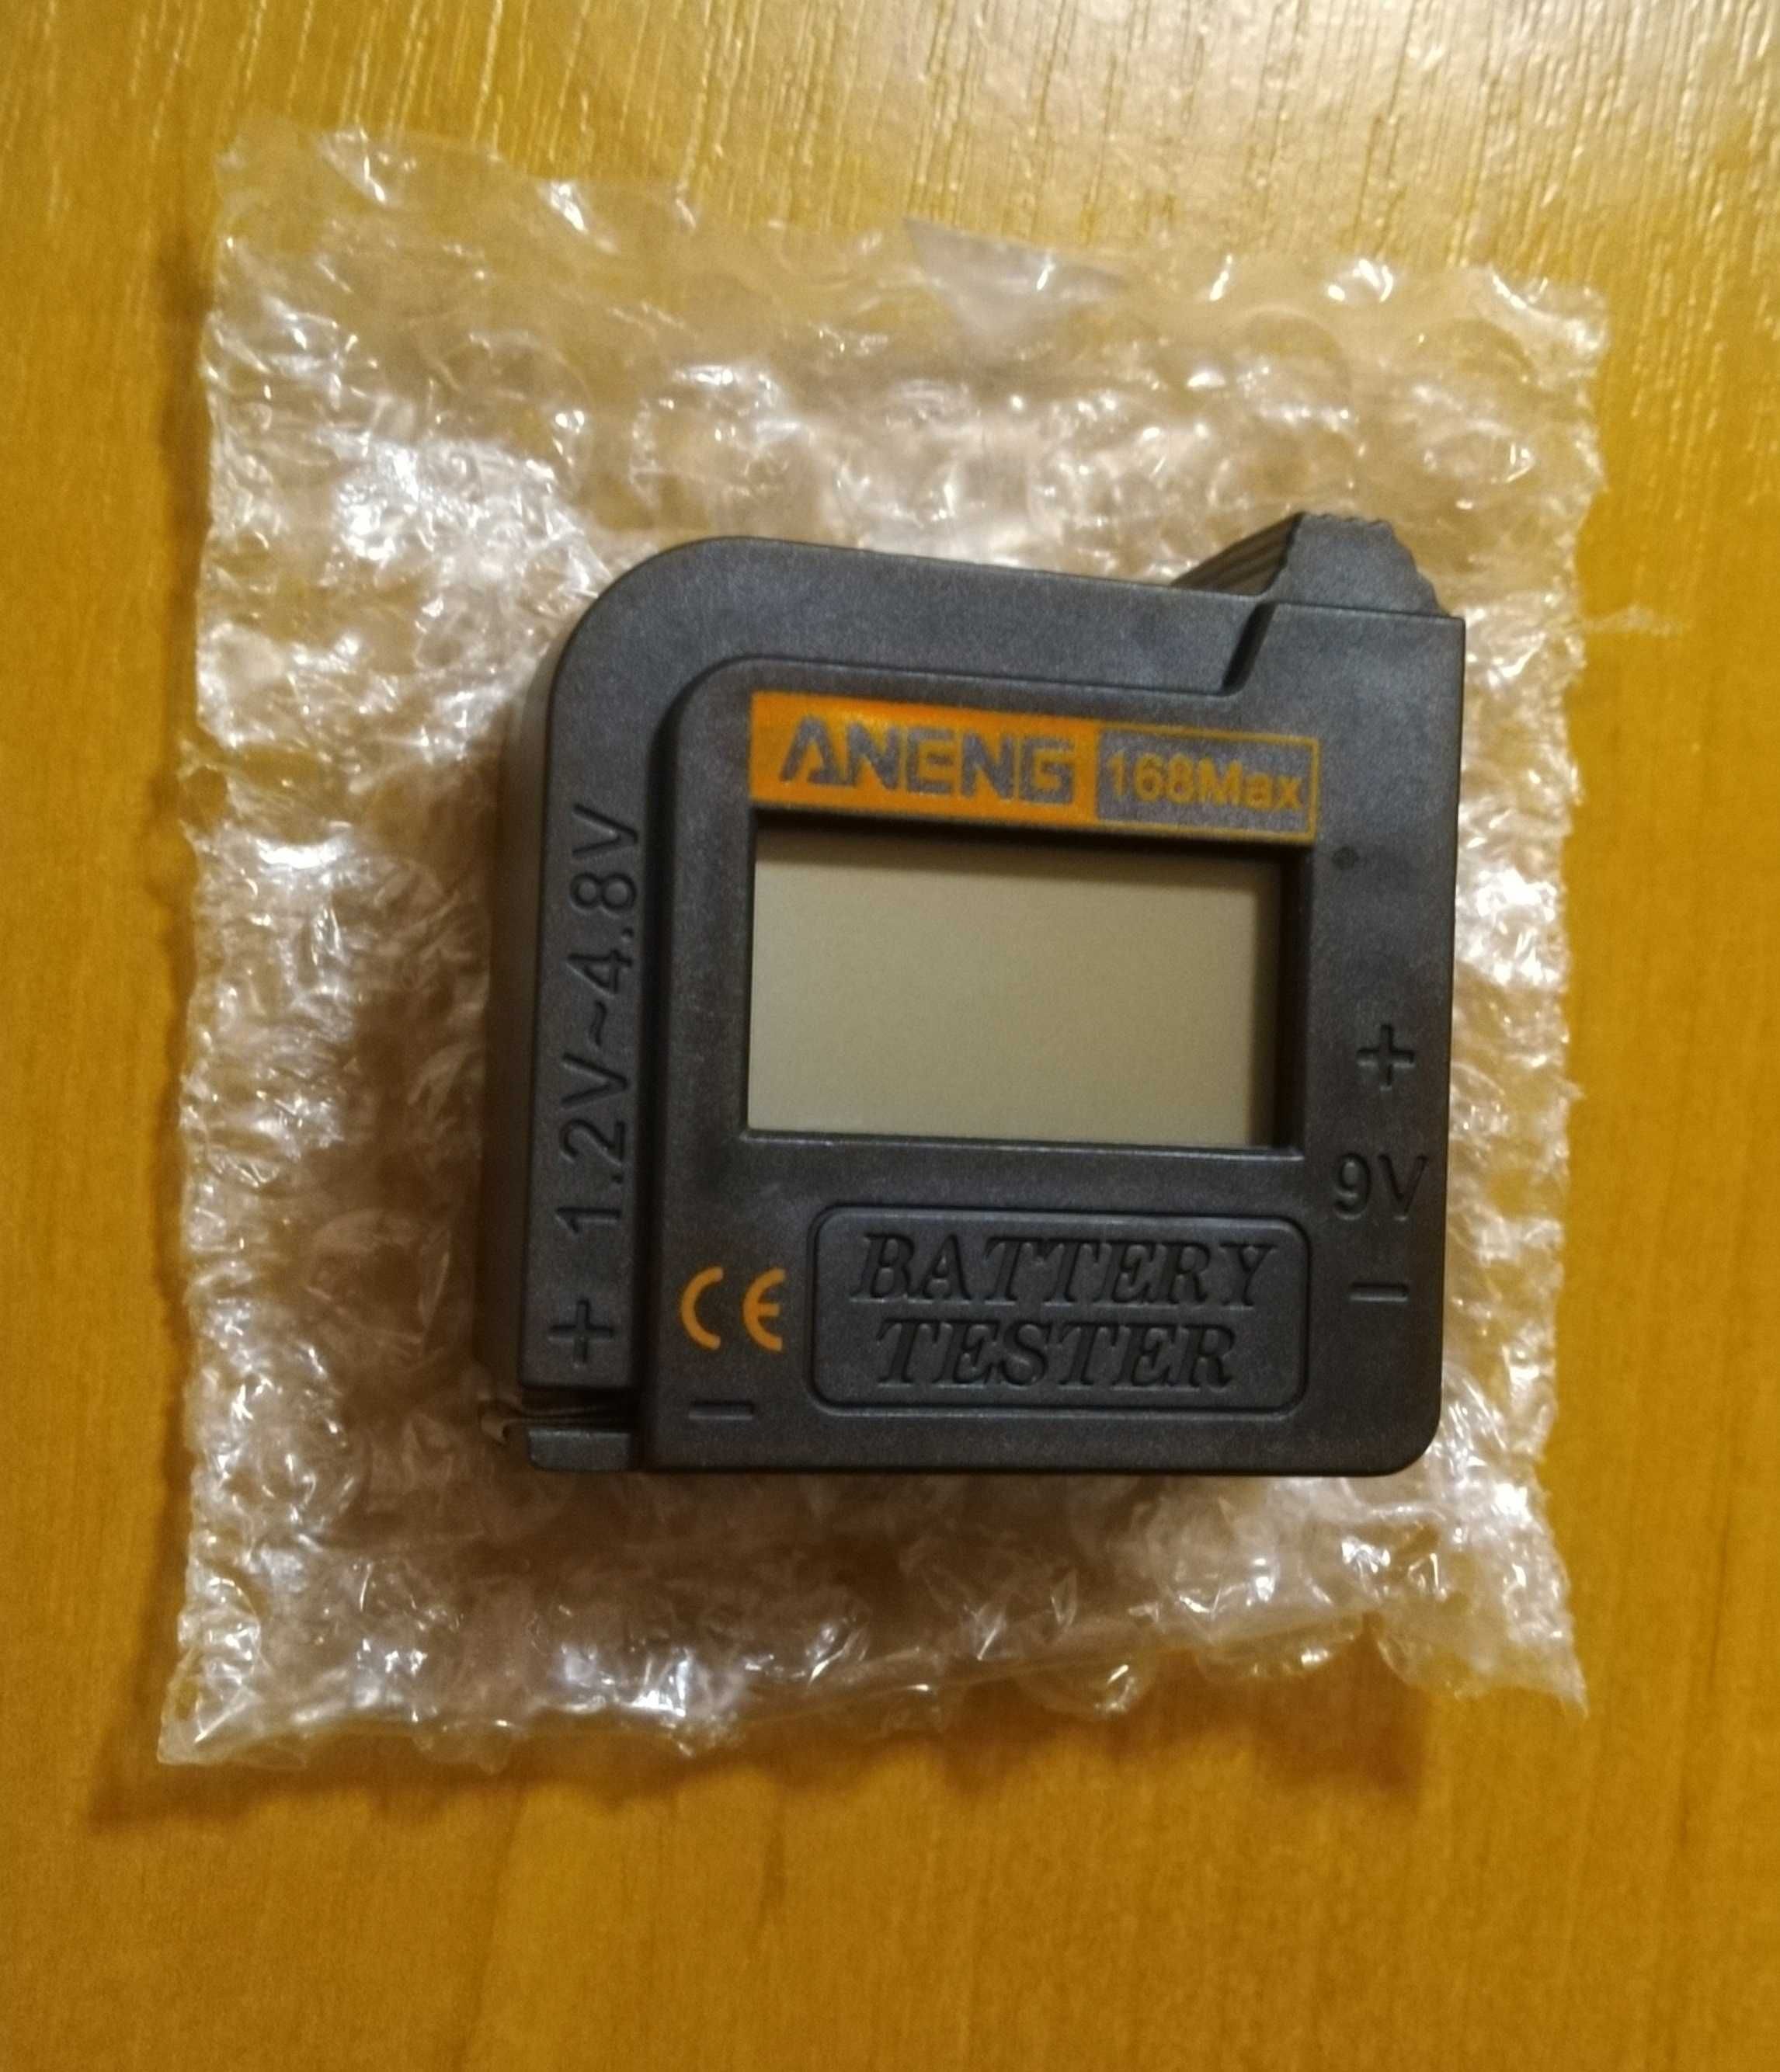 ANENG 168Max
+ 1.2V~4.8V
+
9V
−
CE
BATTERY
TESTER
−